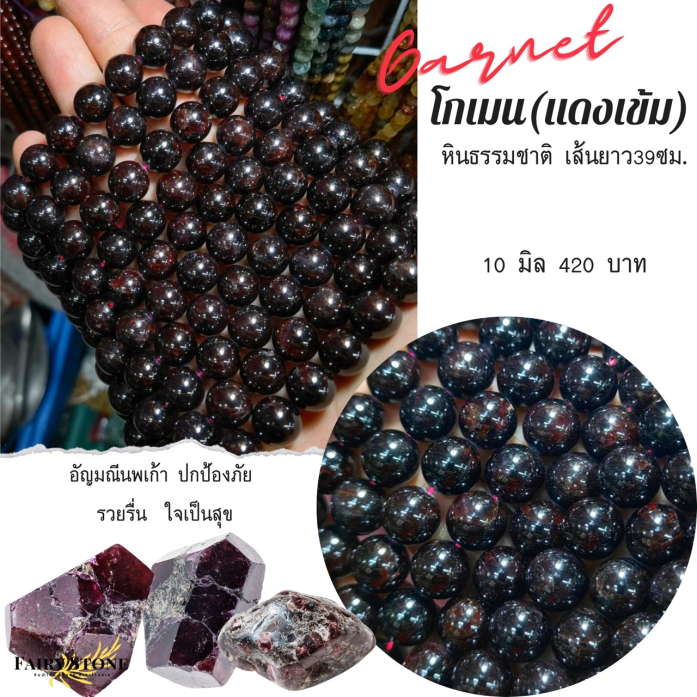 Garnet
โกเมน(แดงเข้ม)
หินธรรมชาติ เส้นยาว39ซม.
10 มิล 420 บาท
อัญมณีนพเก้า ปกป้องภัย
รวยรื่น ใจเป็นสุข
FAIRY STONE